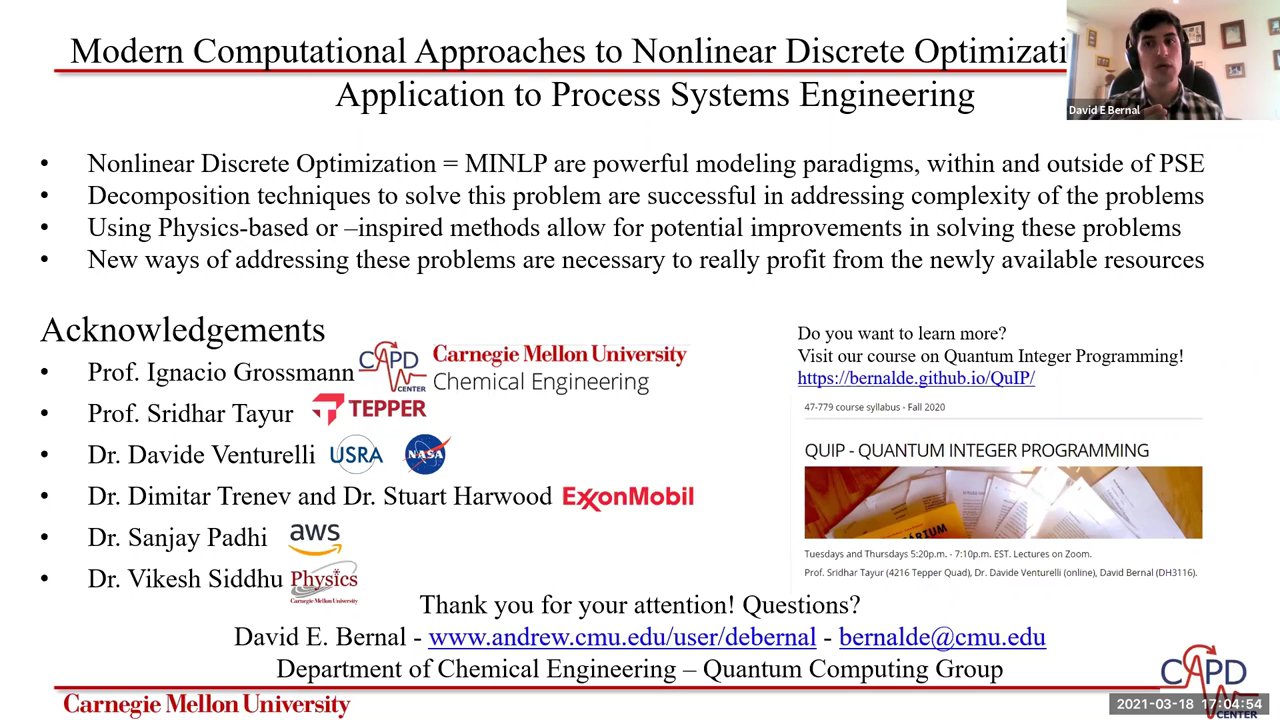 Modern Computational Approaches to Nonlinear Discrete Optimizati
Application to Process Systems Engineering
David E Bernal
• Nonlinear Discrete Optimization = MINLP are powerful modeling paradigms, within and outside of PSE
• Decomposition techniques to solve this problem are successful in addressing complexity of the problems
• Using Physics-based or –inspired methods allow for potential improvements in solving these problems
• New ways of addressing these problems are necessary to really profit from the newly available resources
Acknowledgements
• Prof. Ignacio Grossmann
CAPD CENTER
Carnegie Mellon University
Chemical Engineering
• Prof. Sridhar Tayur TEPPER
• Dr. Davide Venturelli USRA NASA
• Dr. Dimitar Trenev and Dr. Stuart Harwood ExxonMobil
• Dr. Sanjay Padhi aws
• Dr. Vikesh Siddhu Physics
Carnegie Mellon University
Do you want to learn more?
Visit our course on Quantum Integer Programming!
https://bernalde.github.io/QuIP/
47-779 course syllabus - Fall 2020
QUIP - QUANTUM INTEGER PROGRAMMING
Tuesdays and Thursdays 5:20p.m. - 7:10p.m. EST. Lectures on Zoom.
Prof. Sridhar Tayur (4216 Tepper Quad), Dr. Davide Venturelli (online), David Bernal (DH3116).
Thank you for your attention! Questions?
David E. Bernal - www.andrew.cmu.edu/user/debernal - bernalde@cmu.edu
Department of Chemical Engineering – Quantum Computing Group
Carnegie Mellon University
CAPD
CENTER
2021-03-18 17:04:54